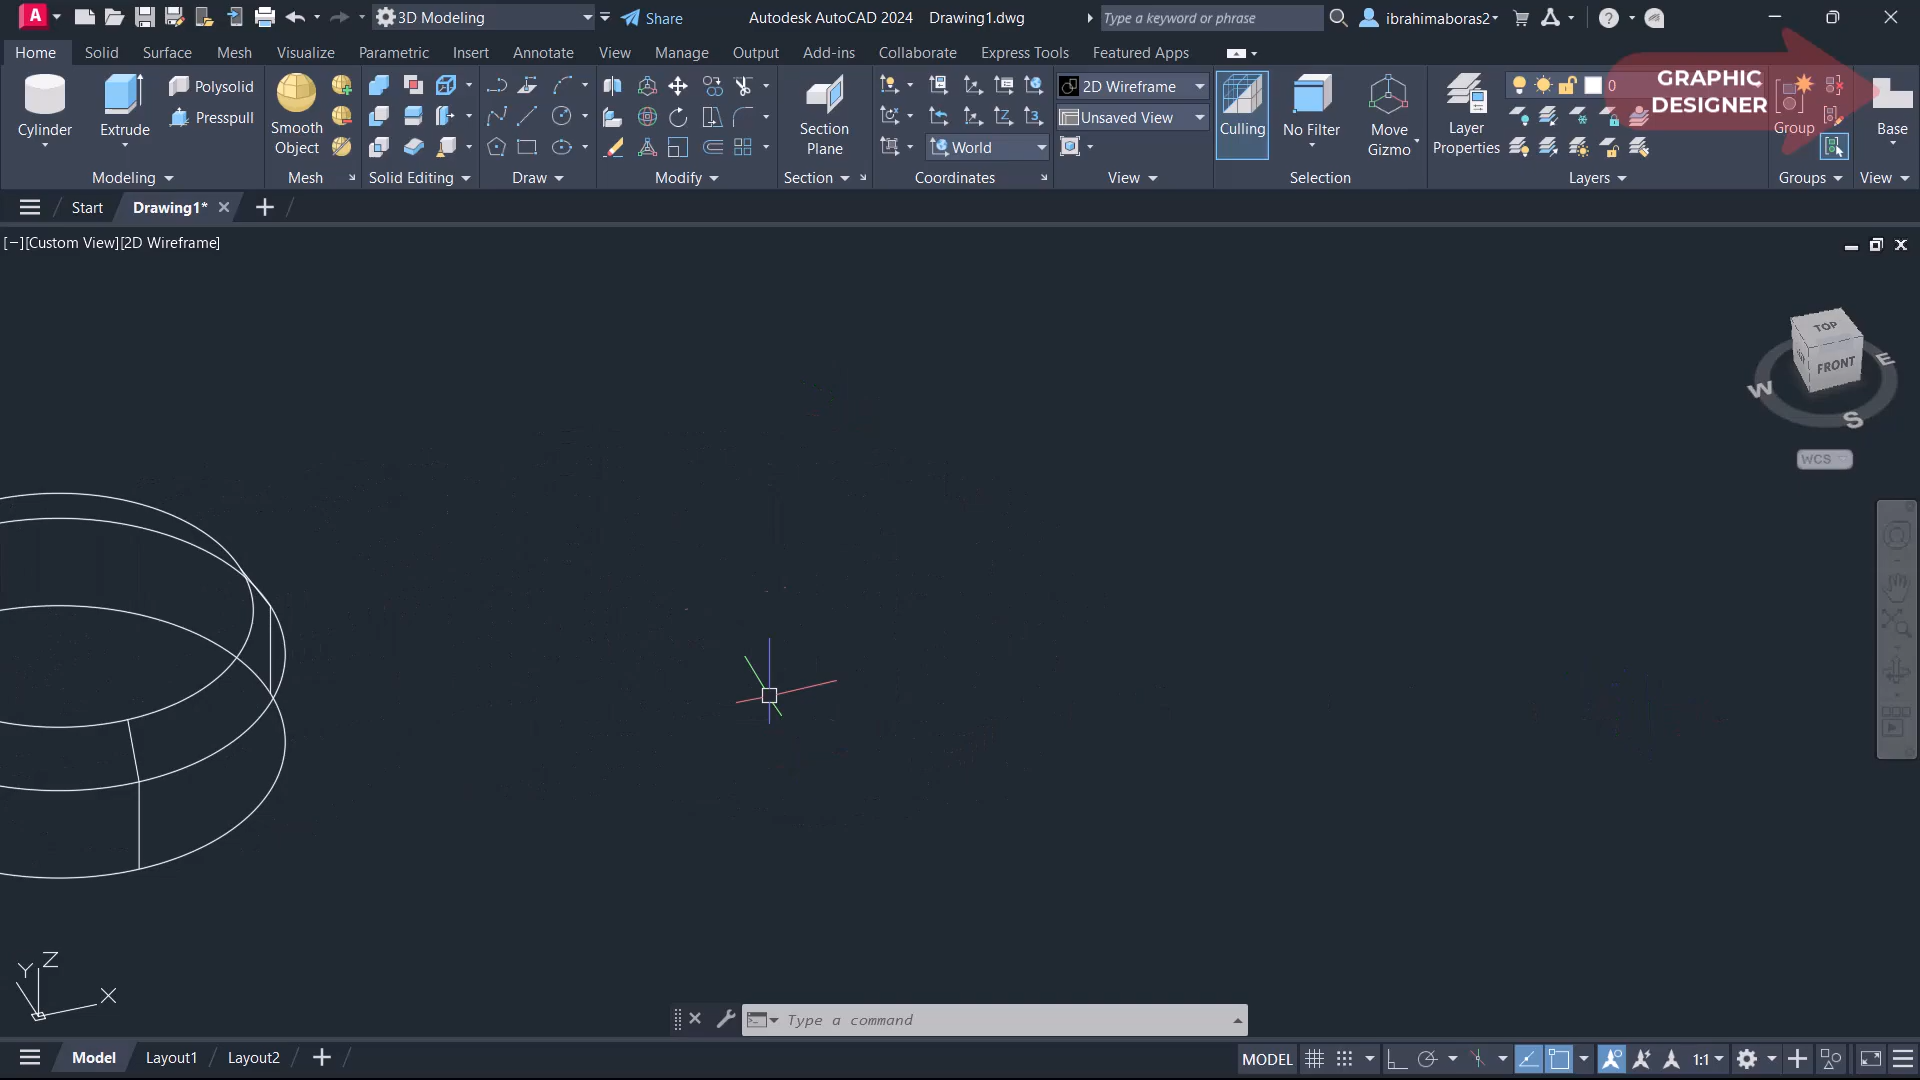 A 3D Modeling Share Autodesk AutoCAD 2024 Drawing1.dwg Type a keyword or phrase ibrahimaboras2
Home Solid Surface Mesh Visualize Parametric Insert Annotate View Manage Output Add-ins Collaborate Express Tools Featured Apps
Cylinder
Extrude
Polysolid
Presspull
Modeling
Smooth
Object
Mesh
Solid Editing
Draw
Modify
Section
Plane
Section
World
Coordinates
2D Wireframe
Unsaved View
View
Culling
No Filter
Move
Gizmo
Selection
Layer
Properties
0
Layers
GRAPHIC
DESIGNER
Group
Groups
Base
View
Start Drawing1*
[−][Custom View][2D Wireframe]
TOP
FRONT
W
E
S
WCS
Y Z
X
Type a command
Model Layout1 Layout2
MODEL
1:1